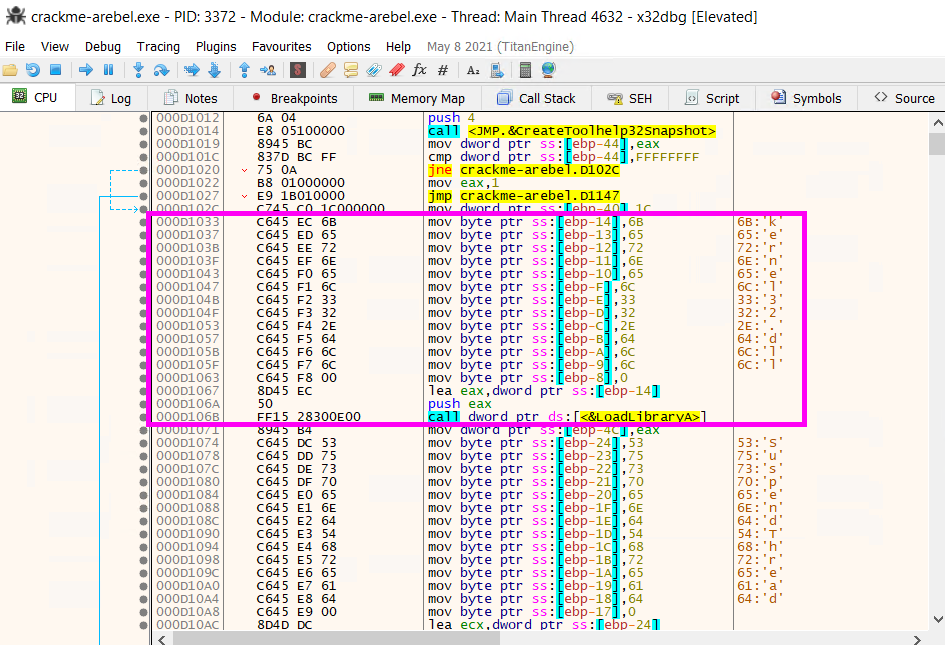 crackme-arebel.exe - PID: 3372 - Module: crackme-arebel.exe - Thread: Main Thread 4632 - x32dbg [Elevated]
File View Debug Tracing Plugins Favourites Options Help May 8 2021 (TitanEngine)
CPU Log Notes Breakpoints Memory Map Call Stack SEH Script Symbols Source
000D1012 6A 04 push 4
000D1014 E8 05100000 call <JMP.&CreateToolhelp32Snapshot>
000D1019 8945 BC mov dword ptr ss:[ebp-44],eax
000D101C 837D BC FF cmp dword ptr ss:[ebp-44],FFFFFFFF
000D1020 75 0A jne crackme-arebel.D102C
000D1022 B8 01000000 mov eax,1
000D1027 E9 1B010000 jmp crackme-arebel.D1147
000D102C C745 C0 1C000000 mov dword ptr ss:[ebp-40],1C
000D1033 C645 EC 6B mov byte ptr ss:[ebp-14],6B 6B:'k'
000D1037 C645 ED 65 mov byte ptr ss:[ebp-13],65 65:'e'
000D103B C645 EE 72 mov byte ptr ss:[ebp-12],72 72:'r'
000D103F C645 EF 6E mov byte ptr ss:[ebp-11],6E 6E:'n'
000D1043 C645 F0 65 mov byte ptr ss:[ebp-10],65 65:'e'
000D1047 C645 F1 6C mov byte ptr ss:[ebp-F],6C 6C:'l'
000D104B C645 F2 33 mov byte ptr ss:[ebp-E],33 33:'3'
000D104F C645 F3 32 mov byte ptr ss:[ebp-D],32 32:'2'
000D1053 C645 F4 2E mov byte ptr ss:[ebp-C],2E 2E:'.'
000D1057 C645 F5 64 mov byte ptr ss:[ebp-B],64 64:'d'
000D105B C645 F6 6C mov byte ptr ss:[ebp-A],6C 6C:'l'
000D105F C645 F7 6C mov byte ptr ss:[ebp-9],6C 6C:'l'
000D1063 C645 F8 00 mov byte ptr ss:[ebp-8],0
000D1067 8D45 EC lea eax,dword ptr ss:[ebp-14]
000D106A 50 push eax
000D106B FF15 28300E00 call dword ptr ds:[<&LoadLibraryA>]
000D1071 8945 B4 mov dword ptr ss:[ebp-4C],eax
000D1074 C645 DC 53 mov byte ptr ss:[ebp-24],53 53:'S'
000D1078 C645 DD 75 mov byte ptr ss:[ebp-23],75 75:'u'
000D107C C645 DE 73 mov byte ptr ss:[ebp-22],73 73:'s'
000D1080 C645 DF 70 mov byte ptr ss:[ebp-21],70 70:'p'
000D1084 C645 E0 65 mov byte ptr ss:[ebp-20],65 65:'e'
000D1088 C645 E1 6E mov byte ptr ss:[ebp-1F],6E 6E:'n'
000D108C C645 E2 64 mov byte ptr ss:[ebp-1E],64 64:'d'
000D1090 C645 E3 54 mov byte ptr ss:[ebp-1D],54 54:'T'
000D1094 C645 E4 68 mov byte ptr ss:[ebp-1C],68 68:'h'
000D1098 C645 E5 72 mov byte ptr ss:[ebp-1B],72 72:'r'
000D109C C645 E6 65 mov byte ptr ss:[ebp-1A],65 65:'e'
000D10A0 C645 E7 61 mov byte ptr ss:[ebp-19],61 61:'a'
000D10A4 C645 E8 64 mov byte ptr ss:[ebp-18],64 64:'d'
000D10A8 C645 E9 00 mov byte ptr ss:[ebp-17],0
000D10AC 8D4D DC lea ecx,dword ptr ss:[ebp-24]